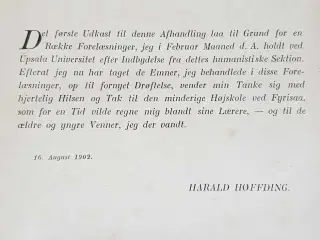 Det første Udkast til denne Afhandling laa til Grund for en
Række Forelæsninger, jeg i Februar Maaned d. A. holdt ved
Upsala Universitet efter Indbydelse fra dettes humanistiske Sektion.
Efterat jeg nu har taget de Emner, jeg behandlede i disse Fore-
læsninger, op til fornyet Drøftelse, vender min Tanke sig med
hjertelig Hilsen og Tak til den minderige Højskole ved Fyrisaa,
som for en Tid vilde regne mig blandt sine Lærere, — og til de
ældre og yngre Venner, jeg der vandt.
16. August 1902.
HARALD HØFFDING.